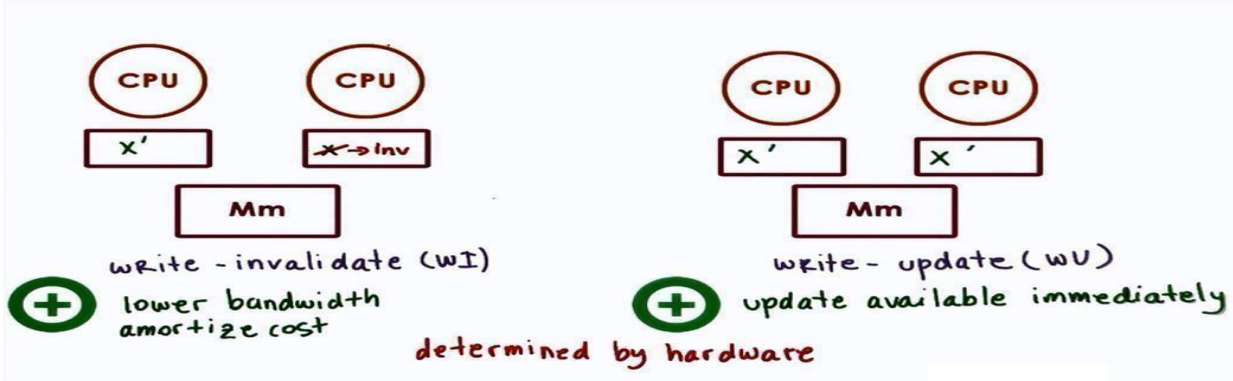 CPU CPU
X' X→inv
Mm
write-invalidate (WI)
+ lower bandwidth
amortize cost
CPU CPU
X' X'
Mm
write-update (WU)
+ update available immediately
determined by hardware